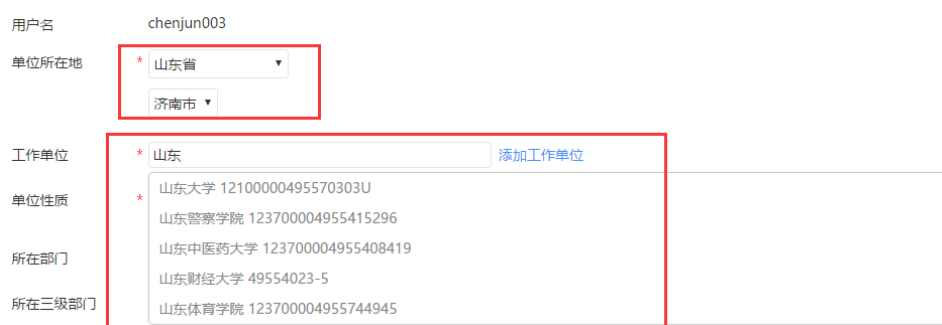 用户名 chenjun003
单位所在地 * 山东省 ▼
济南市 ▼
工作单位 * 山东 添加工作单位
山东大学 12100000495570303U
单位性质 *
山东警察学院 123700004955415296
山东中医药大学 123700004955408419
所在部门
山东财经大学 49554023-5
所在三级部门
山东体育学院 123700004955744945